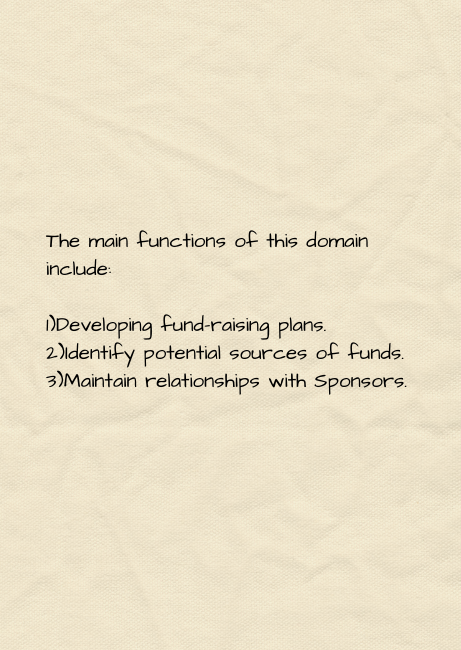 The main functions of this domain
include:
1)Developing fund-raising plans.
2)Identify potential sources of funds.
3)Maintain relationships with Sponsors.